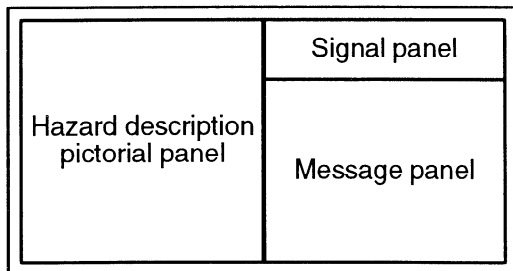 Hazard description
pictorial panel
Signal panel
Message panel